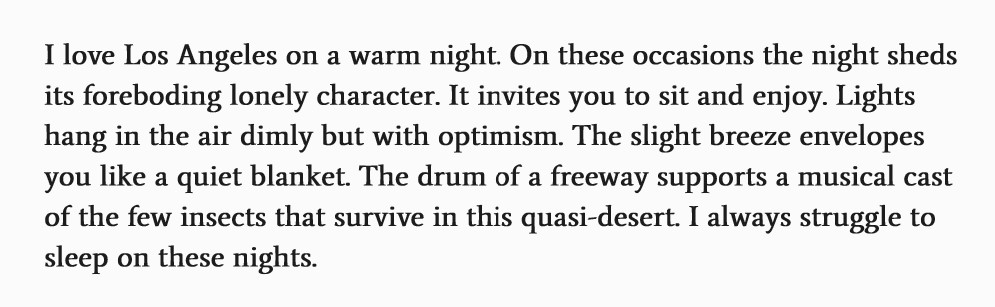 I love Los Angeles on a warm night. On these occasions the night sheds
its foreboding lonely character. It invites you to sit and enjoy. Lights
hang in the air dimly but with optimism. The slight breeze envelopes
you like a quiet blanket. The drum of a freeway supports a musical cast
of the few insects that survive in this quasi-desert. I always struggle to
sleep on these nights.